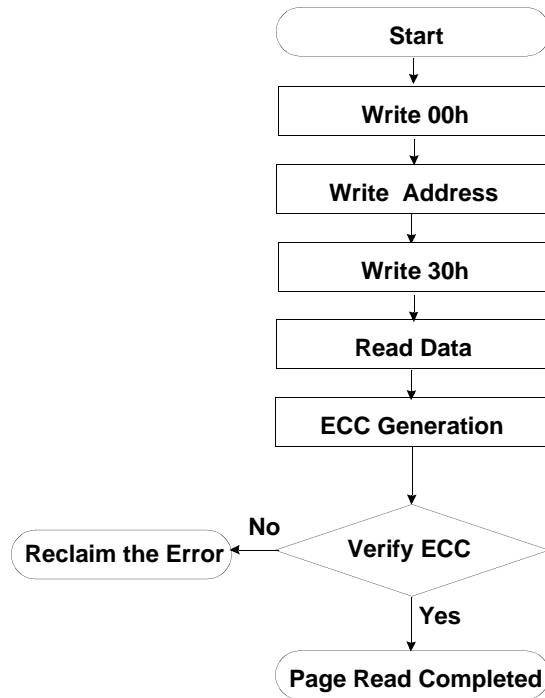 Start
Write 00h
Write Address
Write 30h
Read Data
ECC Generation
No
Reclaim the Error
Verify ECC
Yes
Page Read Completed